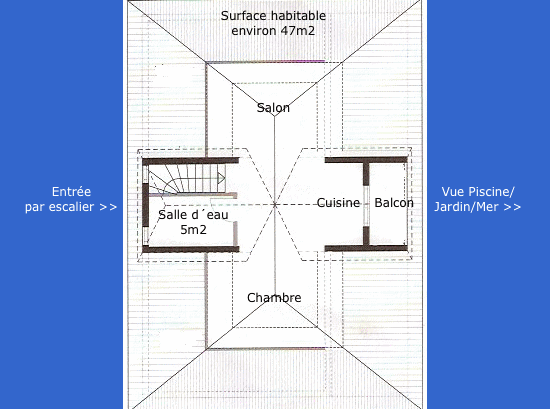 Surface habitable
environ 47m2
Salon
Entrée
par escalier >>
Salle d´eau
5m2
Cuisine
Balcon
Vue Piscine/
Jardin/Mer >>
Chambre